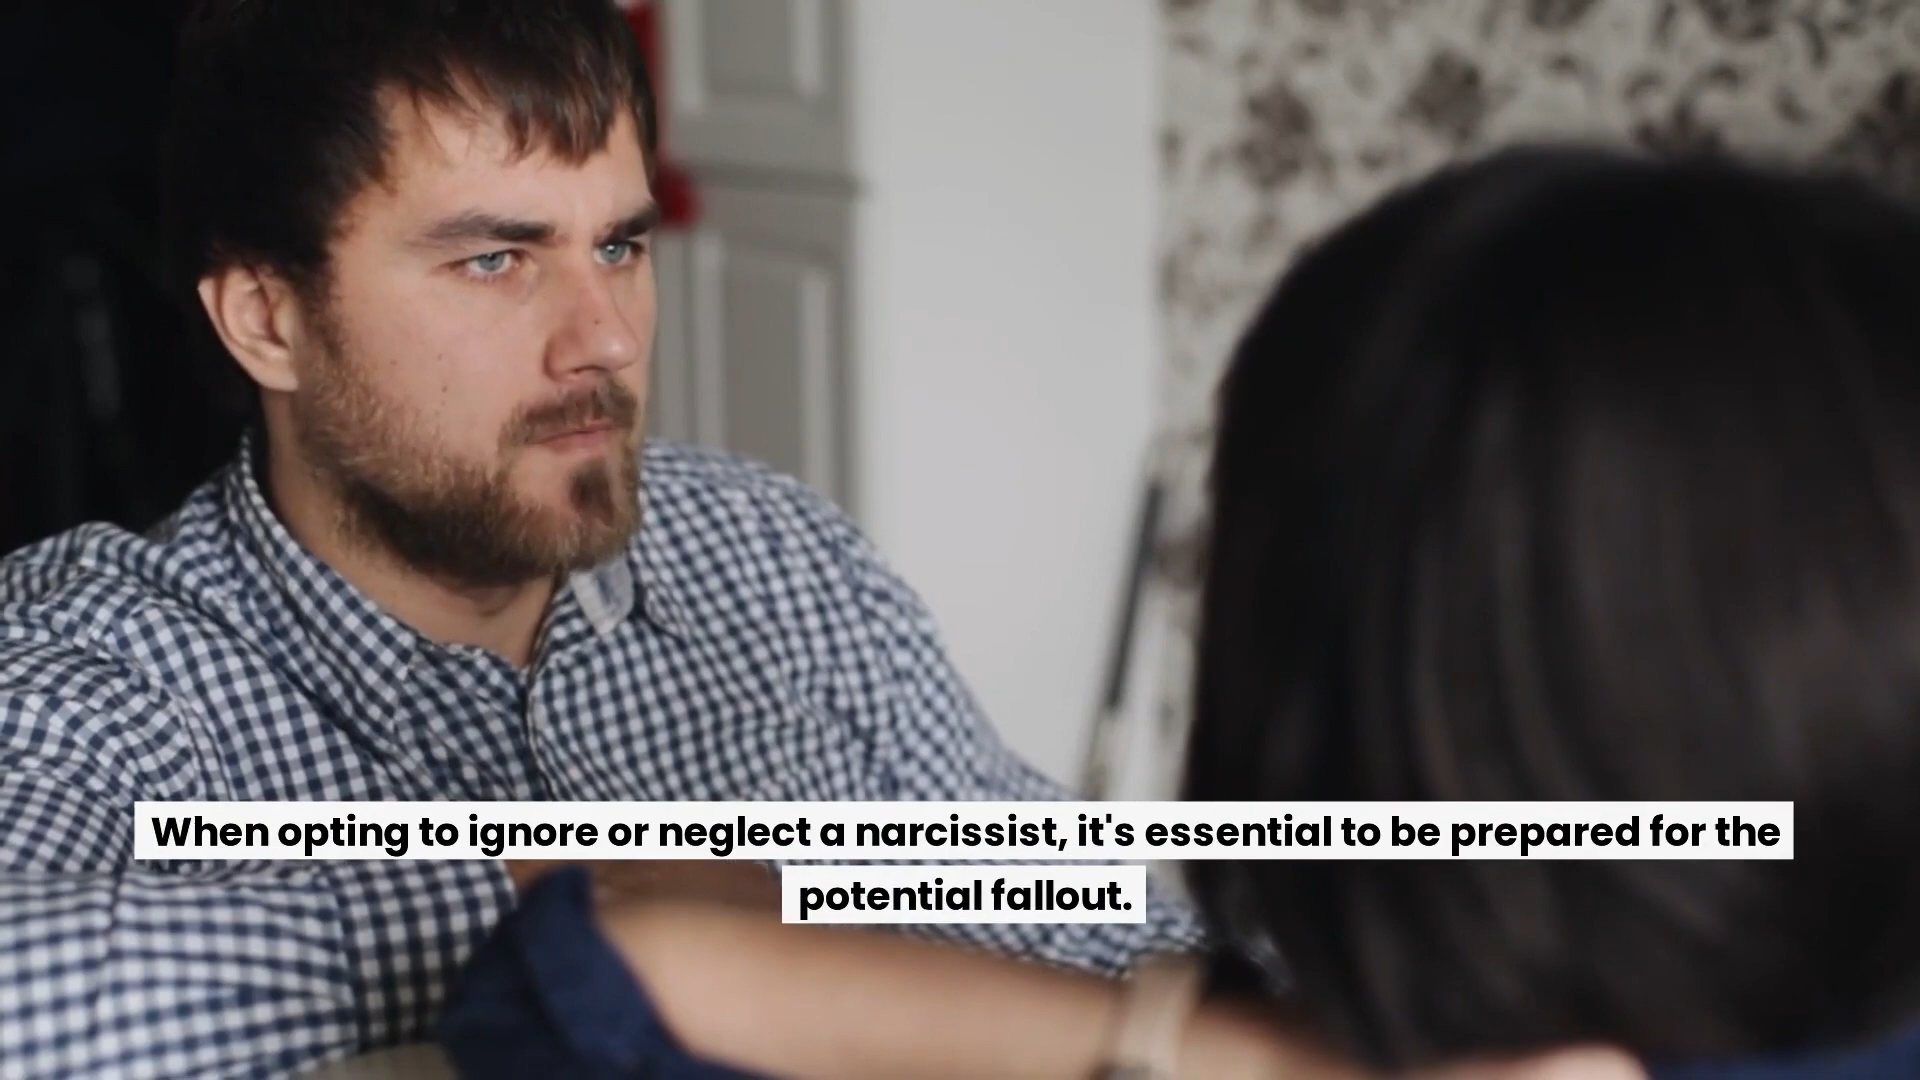 When opting to ignore or neglect a narcissist, it's essential to be prepared for the
potential fallout.